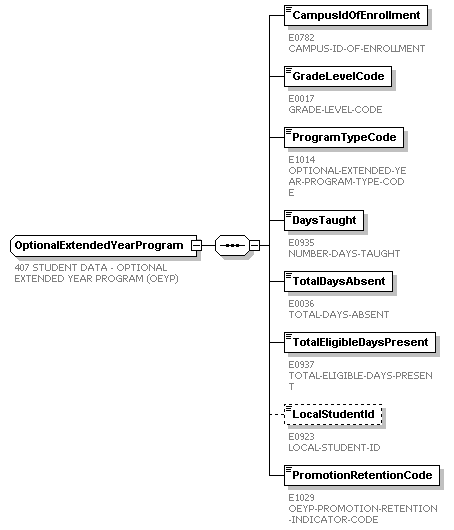 CampusIdOfEnrollment
E0782
CAMPUS-ID-OF-ENROLLMENT
GradeLevelCode
E0017
GRADE-LEVEL-CODE
ProgramTypeCode
E1014
OPTIONAL-EXTENDED-YE
AR-PROGRAM-TYPE-COD
E
DaysTaught
E0935
NUMBER-DAYS-TAUGHT
OptionalExtendedYearProgram
407 STUDENT DATA - OPTIONAL
EXTENDED YEAR PROGRAM (OEYP)
TotalDaysAbsent
E0036
TOTAL-DAYS-ABSENT
TotalEligibleDaysPresent
E0937
TOTAL-ELIGIBLE-DAYS-PRESEN
T
LocalStudentId
E0923
LOCAL-STUDENT-ID
PromotionRetentionCode
E1029
OEYP-PROMOTION-RETENTION
-INDICATOR-CODE